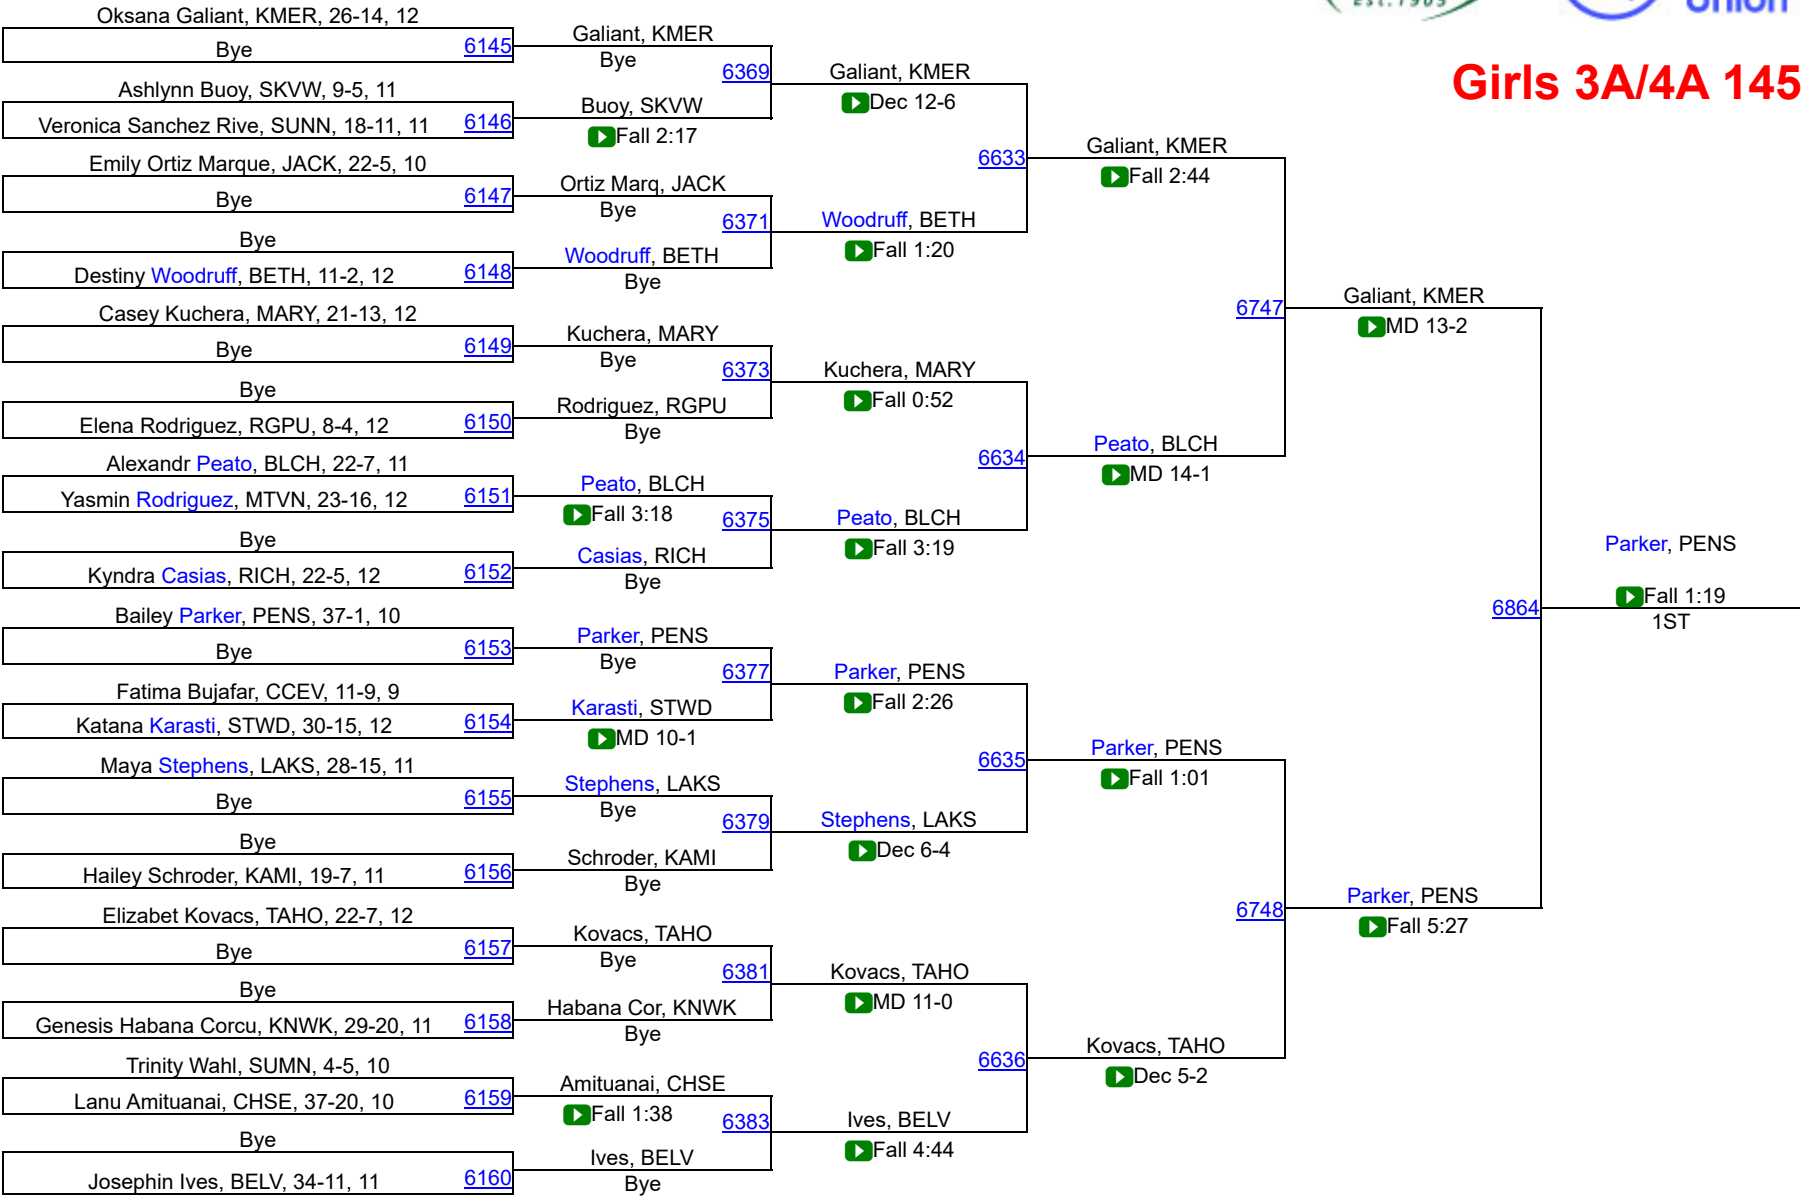 Est. 1905
Union
Girls 3A/4A 145
Oksana Galiant, KMER, 26-14, 12
Bye
6145
Ashlynn Buoy, SKVW, 9-5, 11
Veronica Sanchez Rive, SUNN, 18-11, 11
6146
Emily Ortiz Marque, JACK, 22-5, 10
Bye
6147
Bye
Destiny Woodruff, BETH, 11-2, 12
6148
Casey Kuchera, MARY, 21-13, 12
Bye
6149
Bye
Elena Rodriguez, RGPU, 8-4, 12
6150
Alexandr Peato, BLCH, 22-7, 11
Yasmin Rodriguez, MTVN, 23-16, 12
6151
Bye
Kyndra Casias, RICH, 22-5, 12
6152
Bailey Parker, PENS, 37-1, 10
Bye
6153
Fatima Bujafar, CCEV, 11-9, 9
Katana Karasti, STWD, 30-15, 12
6154
Maya Stephens, LAKS, 28-15, 11
Bye
6155
Bye
Hailey Schroder, KAMI, 19-7, 11
6156
Elizabet Kovacs, TAHO, 22-7, 12
Bye
6157
Bye
Genesis Habana Corcu, KNWK, 29-20, 11
6158
Trinity Wahl, SUMN, 4-5, 10
Lanu Amituanai, CHSE, 37-20, 10
6159
Bye
Josephin Ives, BELV, 34-11, 11
6160
Galiant, KMER
Bye
6369
Buoy, SKVW
Fall 2:17
Ortiz Marq, JACK
Bye
6371
Woodruff, BETH
Bye
Kuchera, MARY
Bye
6373
Rodriguez, RGPU
Bye
Peato, BLCH
Fall 3:18
6375
Casias, RICH
Bye
Parker, PENS
Bye
6377
Karasti, STWD
MD 10-1
Stephens, LAKS
Bye
6379
Schroder, KAMI
Bye
Kovacs, TAHO
Bye
6381
Habana Cor, KNWK
Bye
Amituanai, CHSE
Fall 1:38
6383
Ives, BELV
Bye
Galiant, KMER
Dec 12-6
6633
Woodruff, BETH
Fall 1:20
Kuchera, MARY
Fall 0:52
6634
Peato, BLCH
Fall 3:19
Parker, PENS
Fall 2:26
6635
Stephens, LAKS
Dec 6-4
Kovacs, TAHO
MD 11-0
6636
Ives, BELV
Fall 4:44
Galiant, KMER
Fall 2:44
6747
Peato, BLCH
MD 14-1
Parker, PENS
Fall 1:01
6748
Kovacs, TAHO
Dec 5-2
Galiant, KMER
MD 13-2
6864
Parker, PENS
Fall 5:27
Parker, PENS
Fall 1:19
1ST